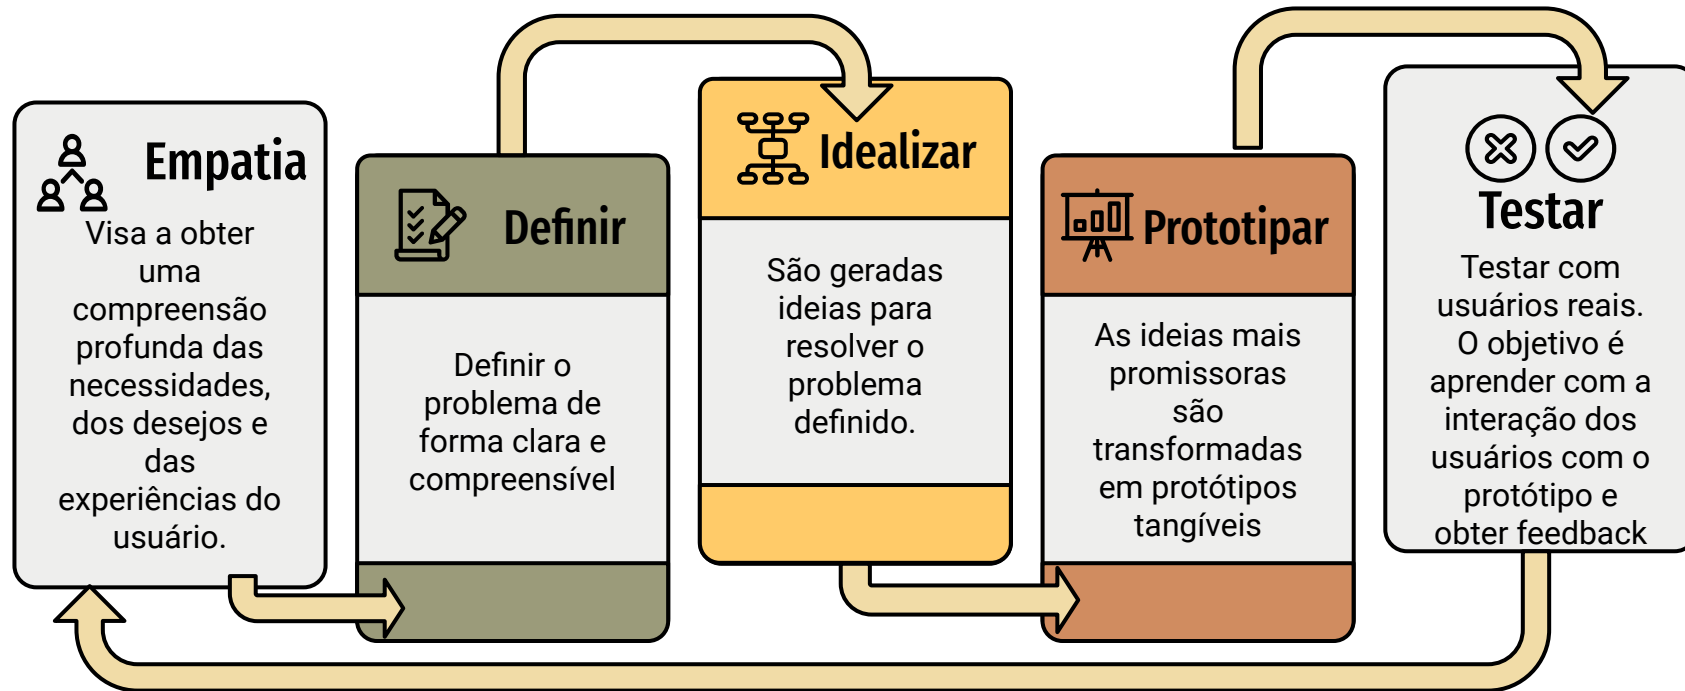 Empatia
Visa a obter
uma
compreensão
profunda das
necessidades,
dos desejos e
das
experiências do
usuário.
Definir
Definir o
problema de
forma clara e
compreensível
Idealizar
São geradas
ideias para
resolver o
problema
definido.
Prototipar
As ideias mais
promissoras
são
transformadas
em protótipos
tangíveis
Testar
Testar com
usuários reais.
O objetivo é
aprender com a
interação dos
usuários com o
protótipo e
obter feedback